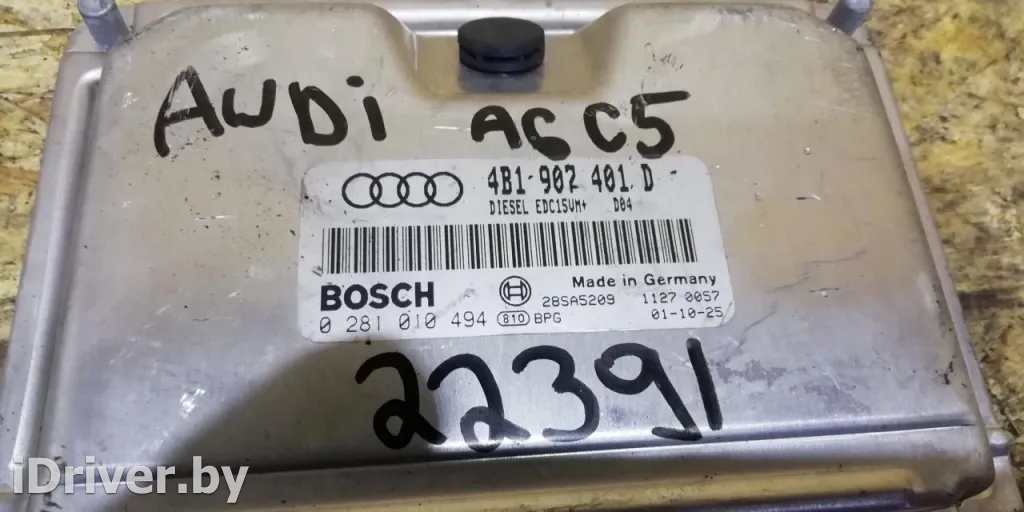 AUDi A6 C5
4B1 907 401 D
DIESEL EDC15VM+ D04
Made in Germany
BOSCH
28SA5209 1127 0057
0 281 010 494 810 BPG 01-10-25
22391
iDriver.by